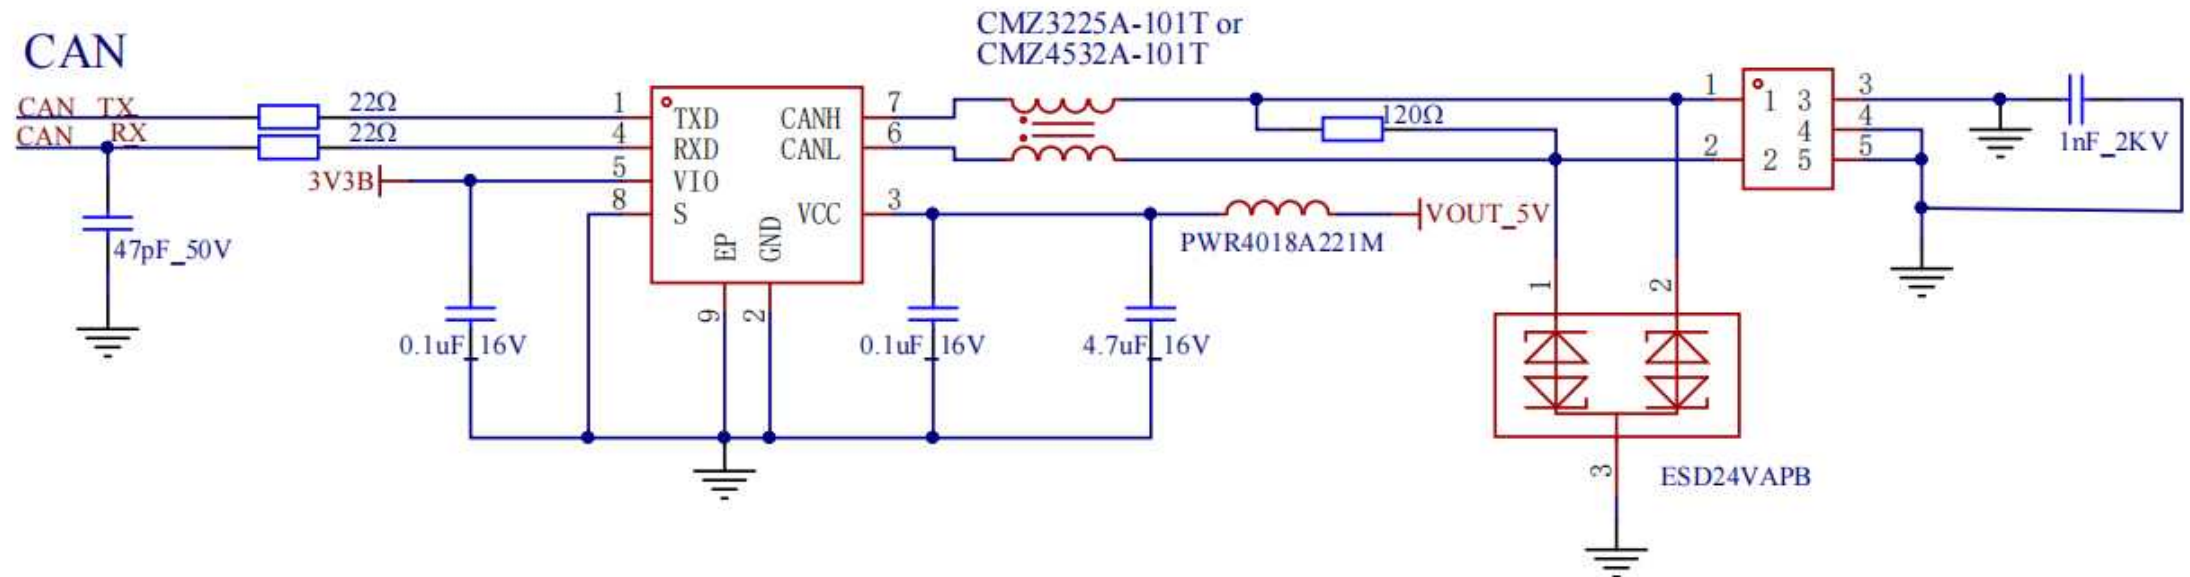 CMZ3225A-101T or
CMZ4532A-101T
CAN
CAN_TX 22Ω 1 TXD CANH 7
CAN_RX 22Ω 4 RXD CANL 6
120Ω
1 1 3 3
4 4
2 2 5 5
1nF_2KV
3V3B 5 VIO
8 S VCC 3 VOUT_5V
PWR4018A221M
47pF_50V
EP GND
9 2
1 2
0.1uF_16V 0.1uF_16V 4.7uF_16V
3 ESD24VAPB